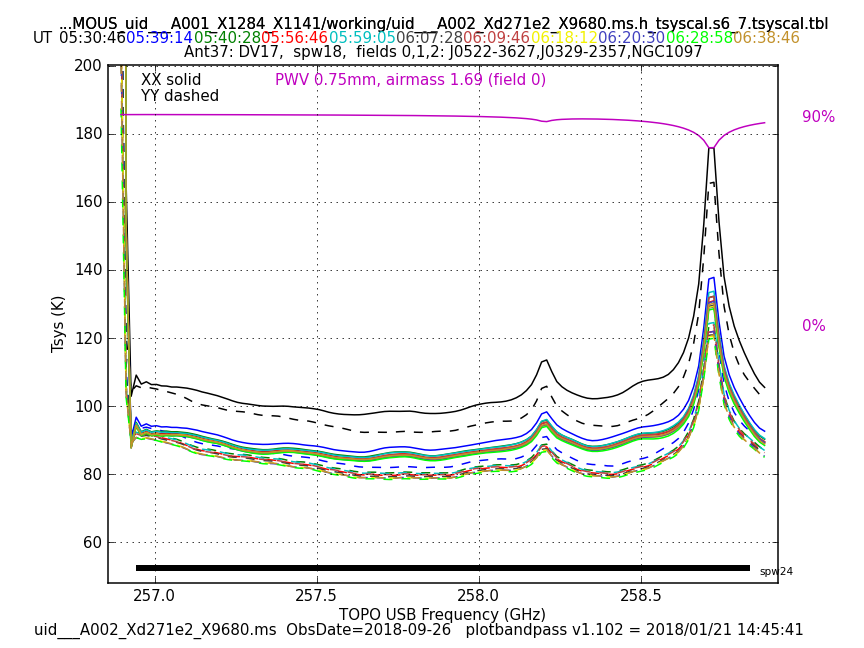 ...MOUS_uid___A001_X1284_X1141/working/uid___A002_Xd271e2_X9680.ms.h_tsyscal.s6_7.tsyscal.tbl
UT 05:30:46 05:39:14 05:40:28 05:56:46 05:59:05 06:07:28 06:09:46 06:18:12 06:20:30 06:28:58 06:38:46
Ant37: DV17, spw18, fields 0,1,2: J0522-3627,J0329-2357,NGC1097
XX solid
YY dashed
PWV 0.75mm, airmass 1.69 (field 0)
90%
0%
200
180
160
140
120
100
80
60
Tsys (K)
spw24
257.0 257.5 258.0 258.5
TOPO USB Frequency (GHz)
uid___A002_Xd271e2_X9680.ms ObsDate=2018-09-26 plotbandpass v1.102 = 2018/01/21 14:45:41